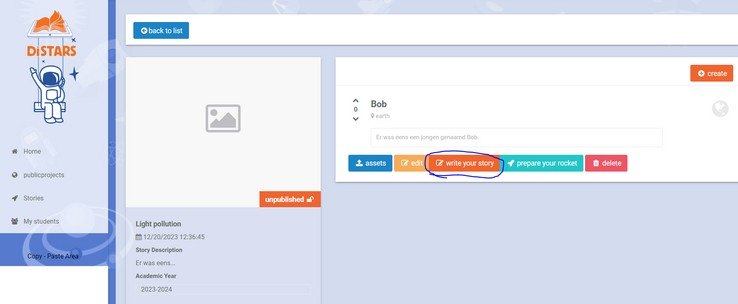 DiSTARS
Home
publicprojects
Stories
My students
Copy - Paste Area
back to list
unpublished
Light pollution
12/20/2023 12:36:45
Story Description
Er was eens...
Academic Year
2023-2024
create
0
Bob
earth
Er was eens een jongen genaamd Bob.
assets
edit
write your story
prepare your rocket
delete